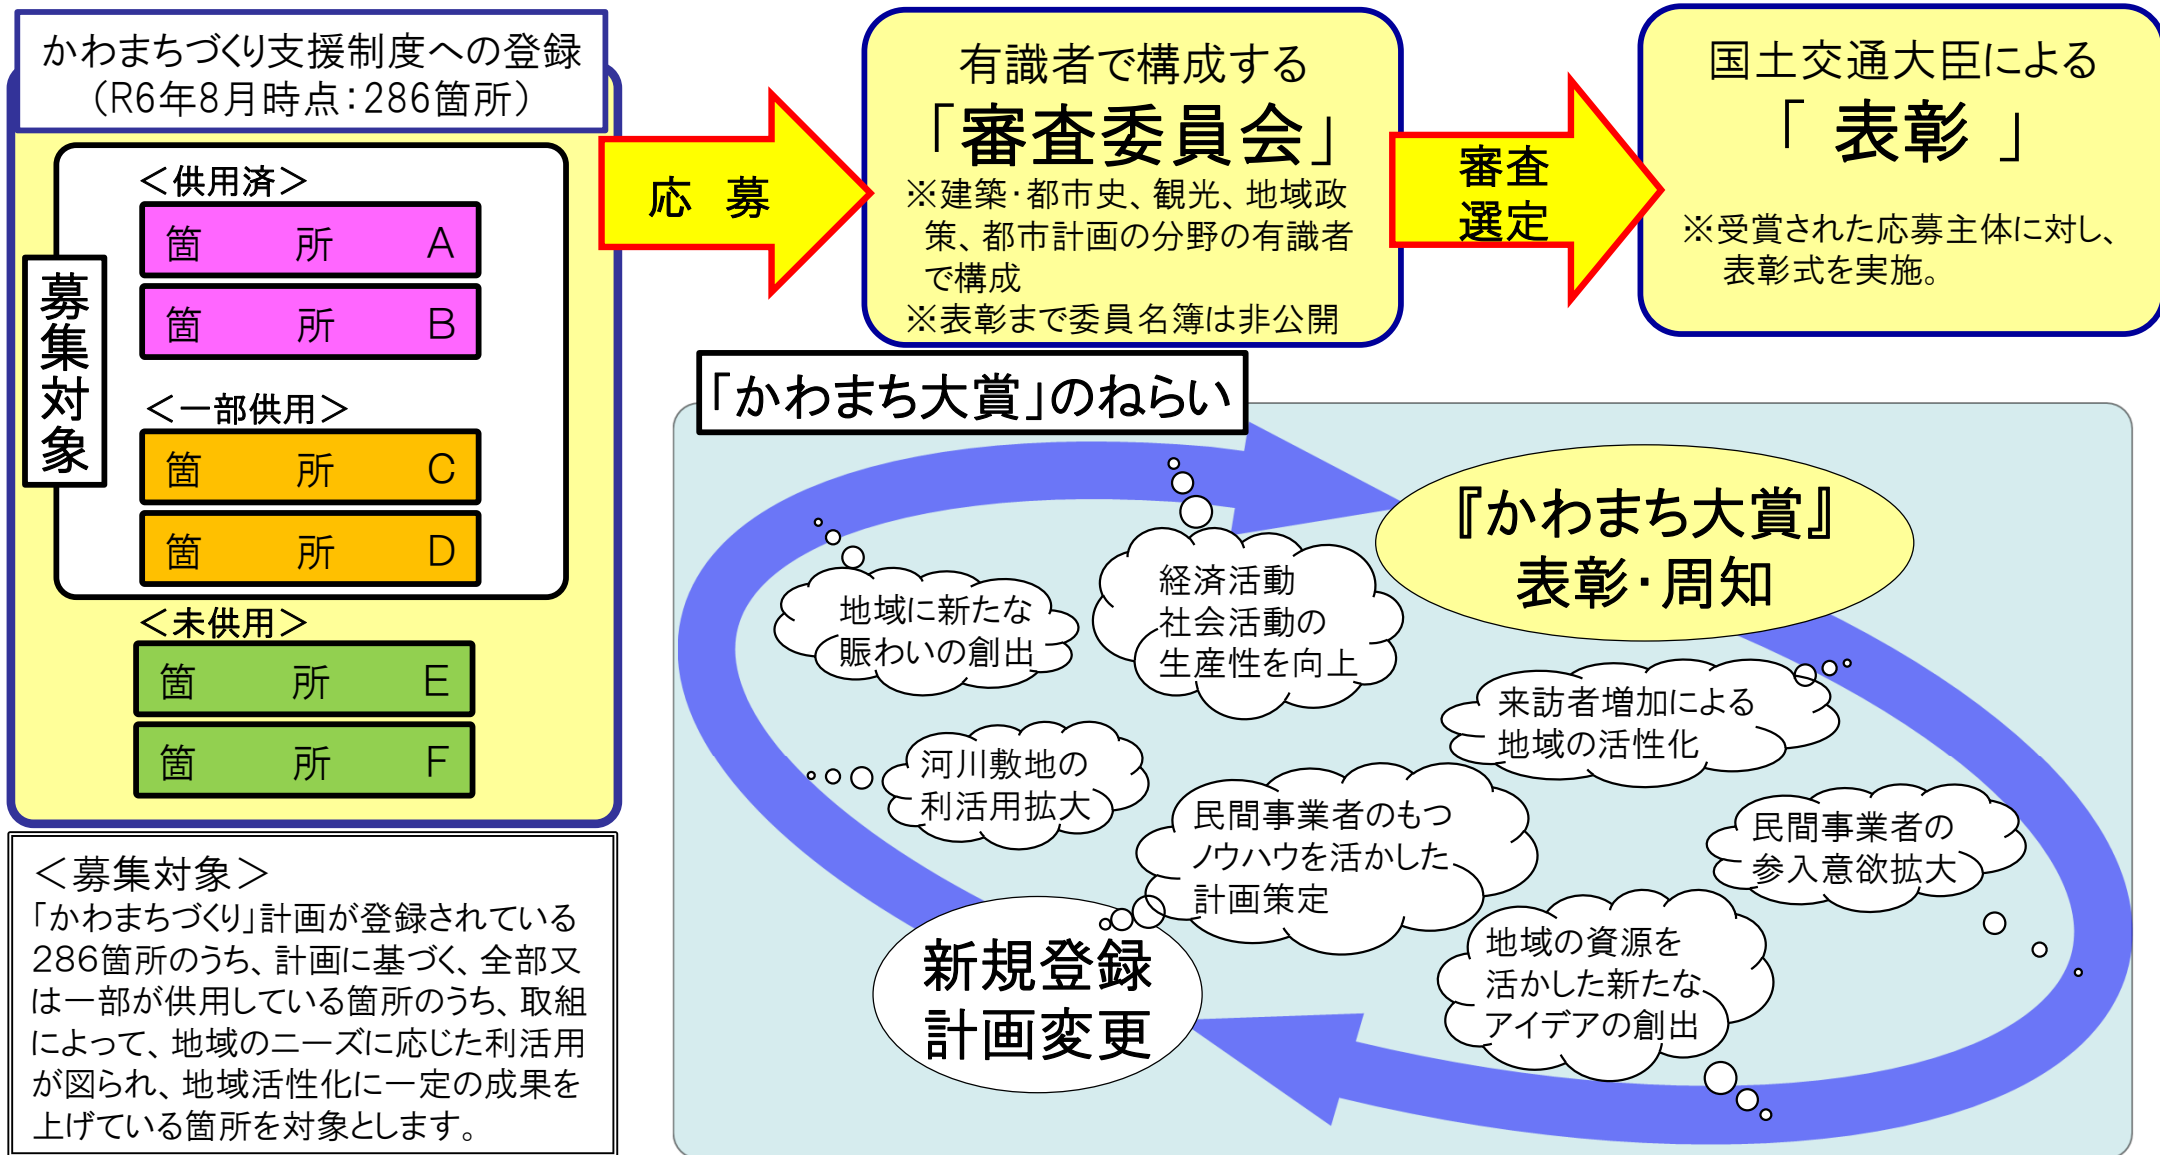 かわまちづくり支援制度への登録
（R6年8月時点：286箇所）
募集対象
＜供用済＞
箇 所 A
箇 所 B
＜一部供用＞
箇 所 C
箇 所 D
＜未供用＞
箇 所 E
箇 所 F
＜募集対象＞
「かわまちづくり」計画が登録されている
286箇所のうち、計画に基づく、全部又
は一部が供用している箇所のうち、取組
によって、地域のニーズに応じた利活用
が図られ、地域活性化に一定の成果を
上げている箇所を対象とします。
応 募
有識者で構成する
「審査委員会」
※建築・都市史、観光、地域政
策、都市計画の分野の有識者
で構成
※表彰まで委員名簿は非公開
審査
選定
国土交通大臣による
「 表彰 」
※受賞された応募主体に対し、
表彰式を実施。
「かわまち大賞」のねらい
『かわまち大賞』
表彰・周知
地域に新たな
賑わいの創出
経済活動
社会活動の
生産性を向上
来訪者増加による
地域の活性化
河川敷地の
利活用拡大
民間事業者のもつ
ノウハウを活かした
計画策定
民間事業者の
参入意欲拡大
地域の資源を
活かした新たな
アイデアの創出
新規登録
計画変更